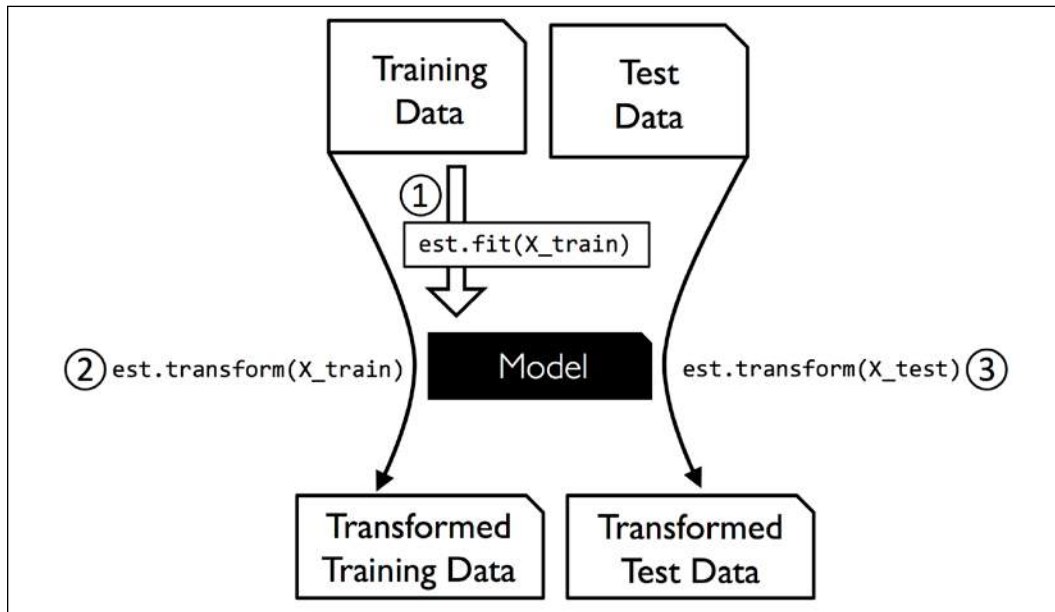 Training
Data
Test
Data
1
est.fit(X_train)
2 est.transform(X_train)
Model
est.transform(X_test) 3
Transformed
Training Data
Transformed
Test Data